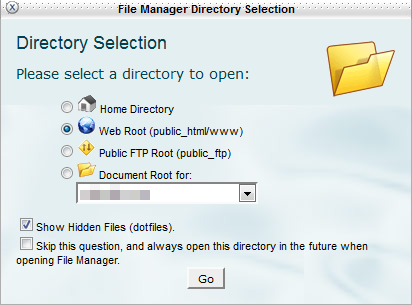 File Manager Directory Selection
Directory Selection
Please select a directory to open:
Home Directory
Web Root (public_html/www)
Public FTP Root (public_ftp)
Document Root for:
Show Hidden Files (dotfiles).
Skip this question, and always open this directory in the future when
opening File Manager.
Go